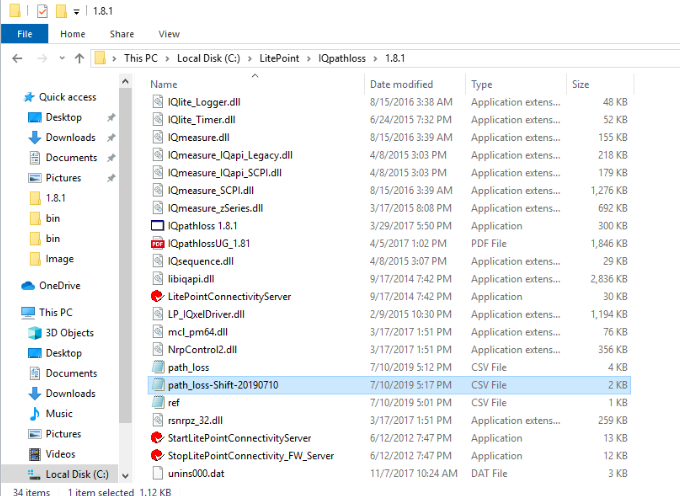 1.8.1
File Home Share View
This PC > Local Disk (C:) > LitePoint > IQpathloss > 1.8.1
Name Date modified Type Size
Quick access
Desktop
Downloads
Documents
Pictures
1.8.1
bin
bin
Image
OneDrive
This PC
3D Objects
Desktop
Documents
Downloads
Music
Pictures
Videos
Local Disk (C:)
IQlite_Logger.dll 8/15/2016 3:38 AM Application extens... 48 KB
IQlite_Timer.dll 6/24/2015 7:32 PM Application extens... 52 KB
IQmeasure.dll 8/15/2016 3:39 AM Application extens... 155 KB
IQmeasure_IQapi_Legacy.dll 4/8/2015 3:03 PM Application extens... 218 KB
IQmeasure_IQapi_SCPI.dll 4/8/2015 3:03 PM Application extens... 179 KB
IQmeasure_SCPI.dll 8/15/2016 3:39 AM Application extens... 1,276 KB
IQmeasure_zSeries.dll 3/17/2015 8:08 PM Application extens... 692 KB
IQpathloss 1.8.1 3/29/2017 5:50 PM Application 300 KB
IQpathlossUG_1.81 4/5/2017 1:02 PM PDF File 1,846 KB
IQsequence.dll 4/8/2015 3:07 PM Application extens... 29 KB
libiqapi.dll 9/17/2014 7:42 PM Application extens... 2,836 KB
LitePointConnectivityServer 9/17/2014 7:42 PM Application 30 KB
LP_IQxelDriver.dll 2/9/2015 10:30 PM Application extens... 1,194 KB
mcl_pm64.dll 3/17/2017 1:51 PM Application extens... 76 KB
NrpControl2.dll 3/17/2017 1:51 PM Application extens... 356 KB
path_loss 7/10/2019 5:12 PM CSV File 4 KB
path_loss-Shift-20190710 7/10/2019 5:17 PM CSV File 2 KB
ref 7/10/2019 5:01 PM CSV File 1 KB
rsnrpz_32.dll 3/17/2017 1:51 PM Application extens... 259 KB
StartLitePointConnectivityServer 6/12/2012 7:47 PM Application 13 KB
StopLitePointConnectivity_FW_Server 6/12/2012 7:47 PM Application 12 KB
unins000.dat 11/7/2017 10:24 AM DAT File 4 KB
34 items 1 item selected 1.12 KB